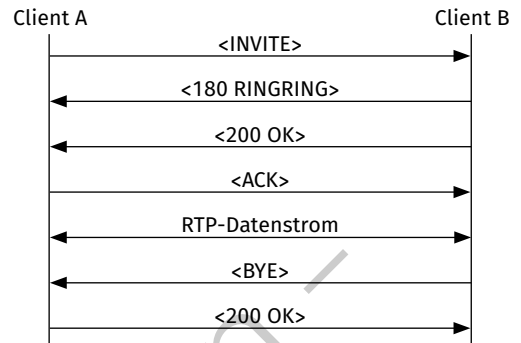 Client A Client B
<INVITE>
<180 RINGRING>
<200 OK>
<ACK>
RTP-Datenstrom
<BYE>
<200 OK>